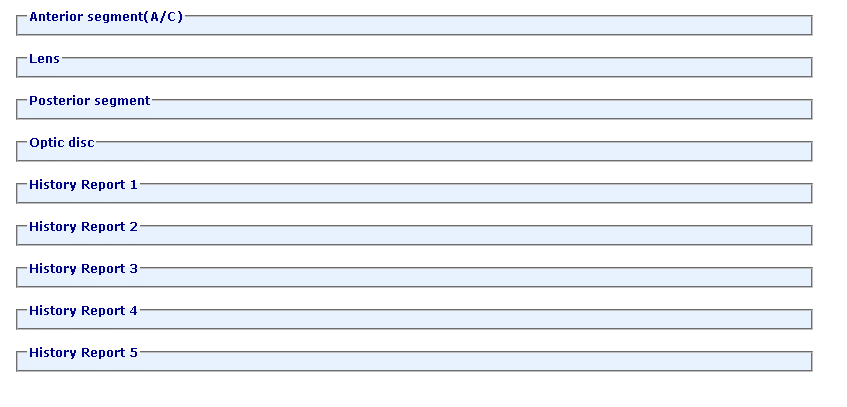 Anterior segment(A/C)
Lens
Posterior segment
Optic disc
History Report 1
History Report 2
History Report 3
History Report 4
History Report 5